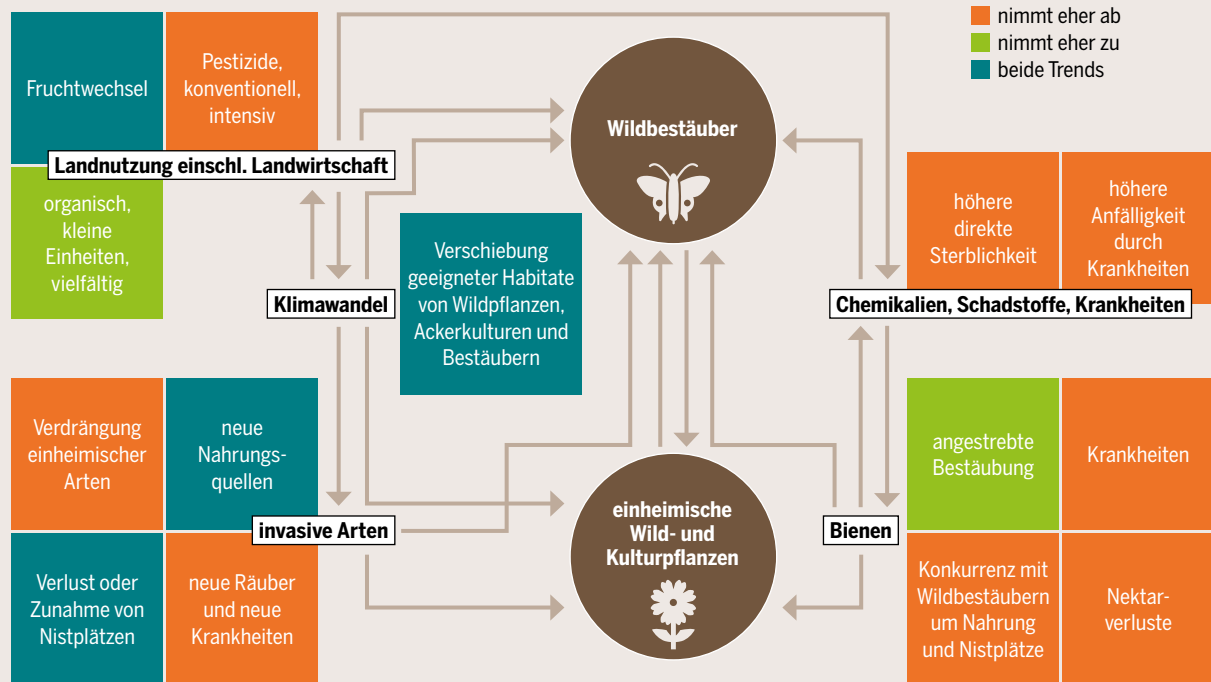 nimmt eher ab
nimmt eher zu
beide Trends
Fruchtwechsel
Pestizide,
konventionell,
intensiv
Landnutzung einschl. Landwirtschaft
organisch,
kleine
Einheiten,
vielfältig
Wildbestäuber
Verschiebung
geeigneter Habitate
von Wildpflanzen,
Ackerkulturen und
Bestäubern
Klimawandel
höhere
direkte
Sterblichkeit
höhere
Anfälligkeit
durch
Krankheiten
Chemikalien, Schadstoffe, Krankheiten
Verdrängung
einheimischer
Arten
neue
Nahrungs-
quellen
invasive Arten
Verlust oder
Zunahme von
Nistplätzen
neue Räuber
und neue
Krankheiten
einheimische
Wild- und
Kulturpflanzen
Bienen
angestrebte
Bestäubung
Krankheiten
Konkurrenz mit
Wildbestäubern
um Nahrung
und Nistplätze
Nektar-
verluste